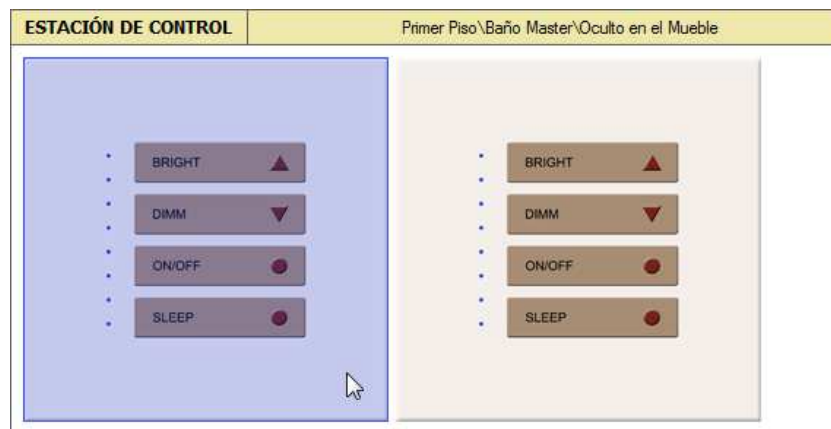 ESTACIÓN DE CONTROL
Primer Piso\Baño Master\Oculto en el Mueble
BRIGHT
DIMM
ON/OFF
SLEEP
BRIGHT
DIMM
ON/OFF
SLEEP